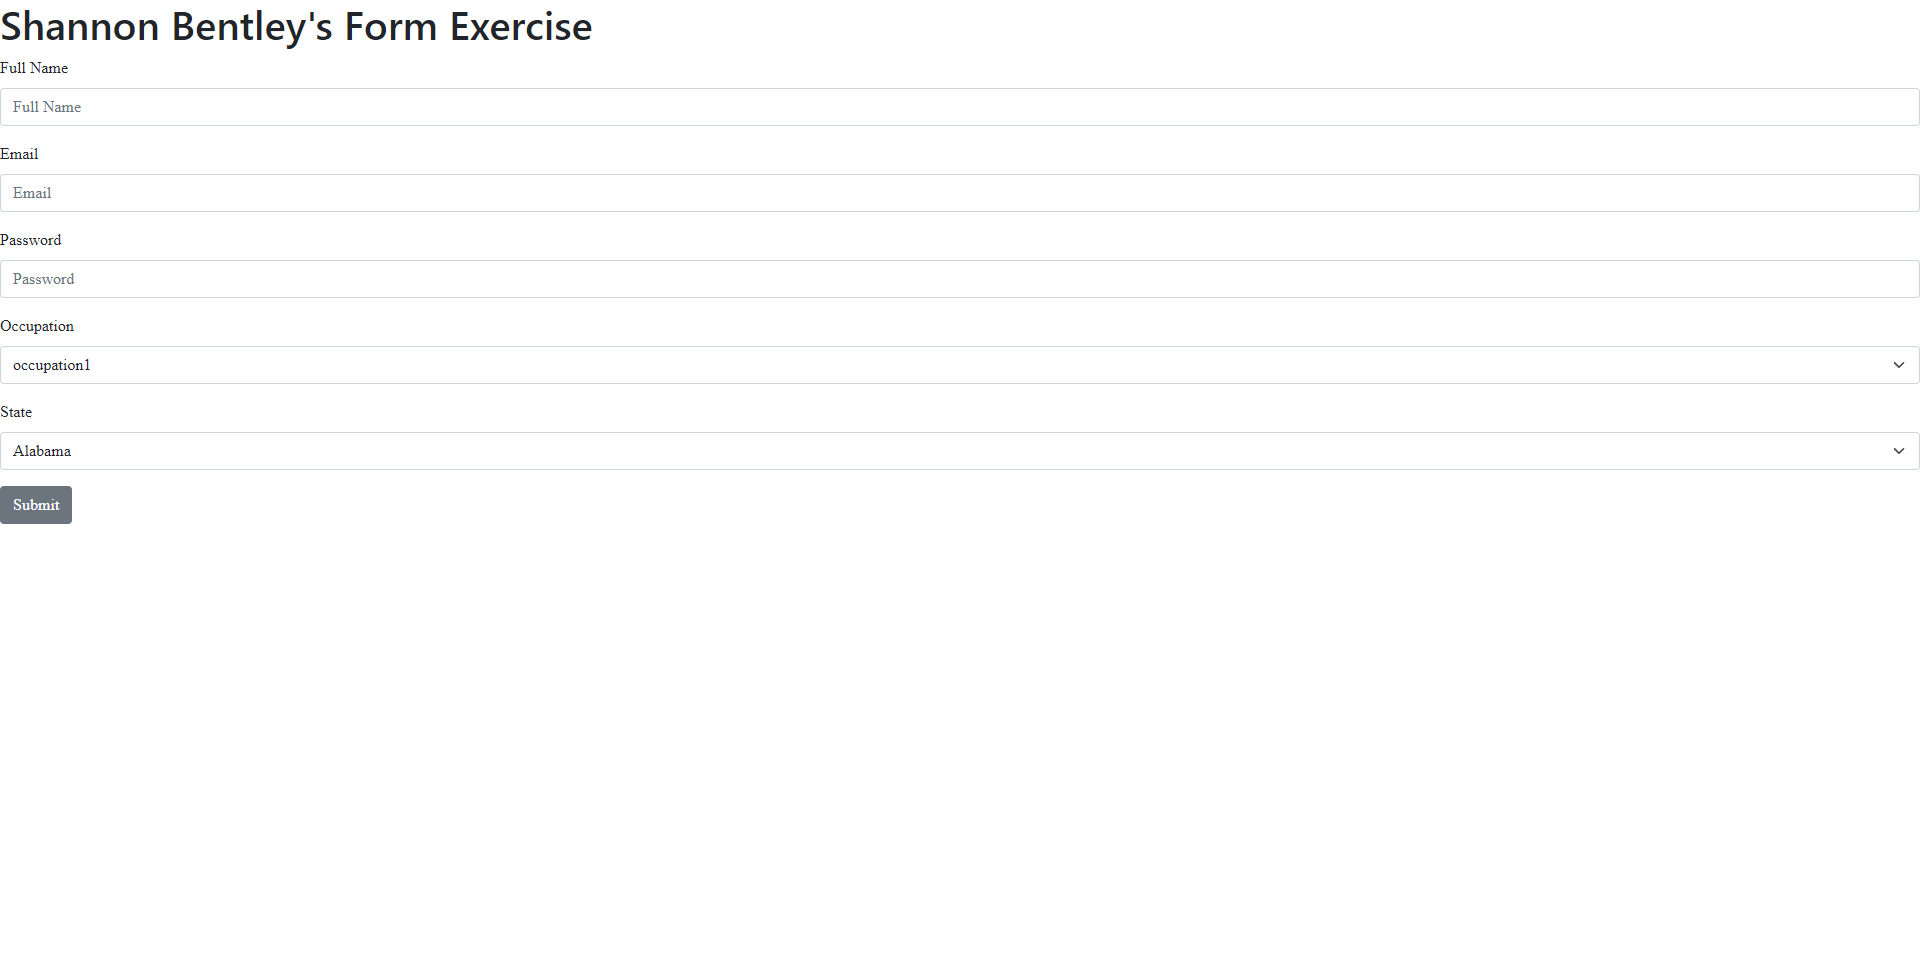 Shannon Bentley's Form Exercise
Full Name
Full Name
Email
Email
Password
Password
Occupation
occupation1
State
Alabama
Submit